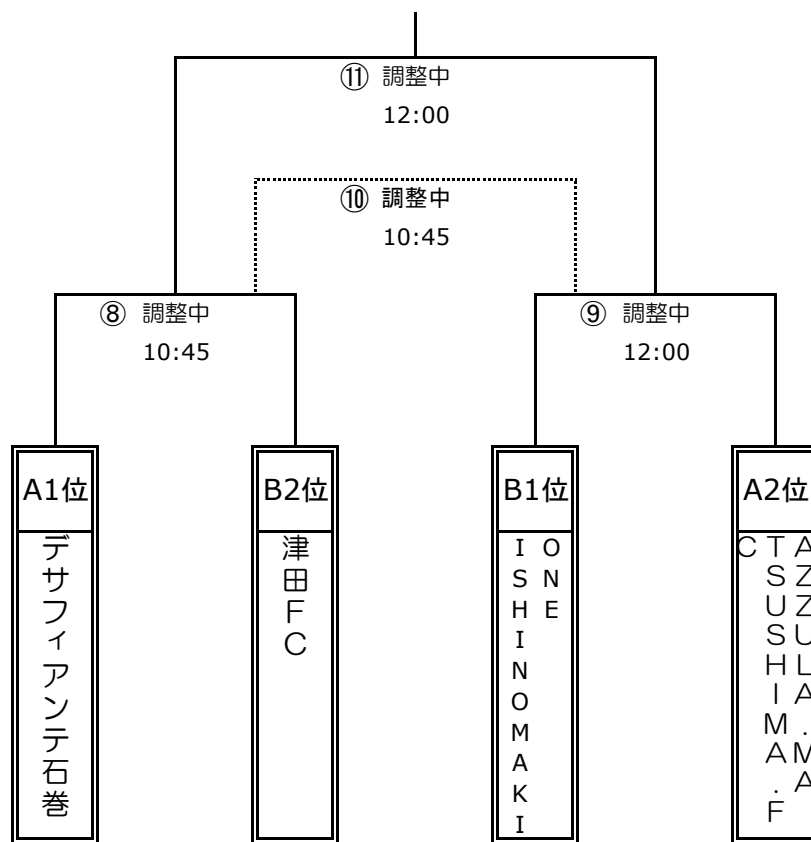 ⑪ 調整中
12:00
⑩ 調整中
10:45
⑧ 調整中
10:45
⑨ 調整中
12:00
A1位
B2位
B1位
A2位
デサフィアンテ石巻
津田FC
ONE
ISHINOMAKI
AZZULA.MA
TSUSHIMA.F
C